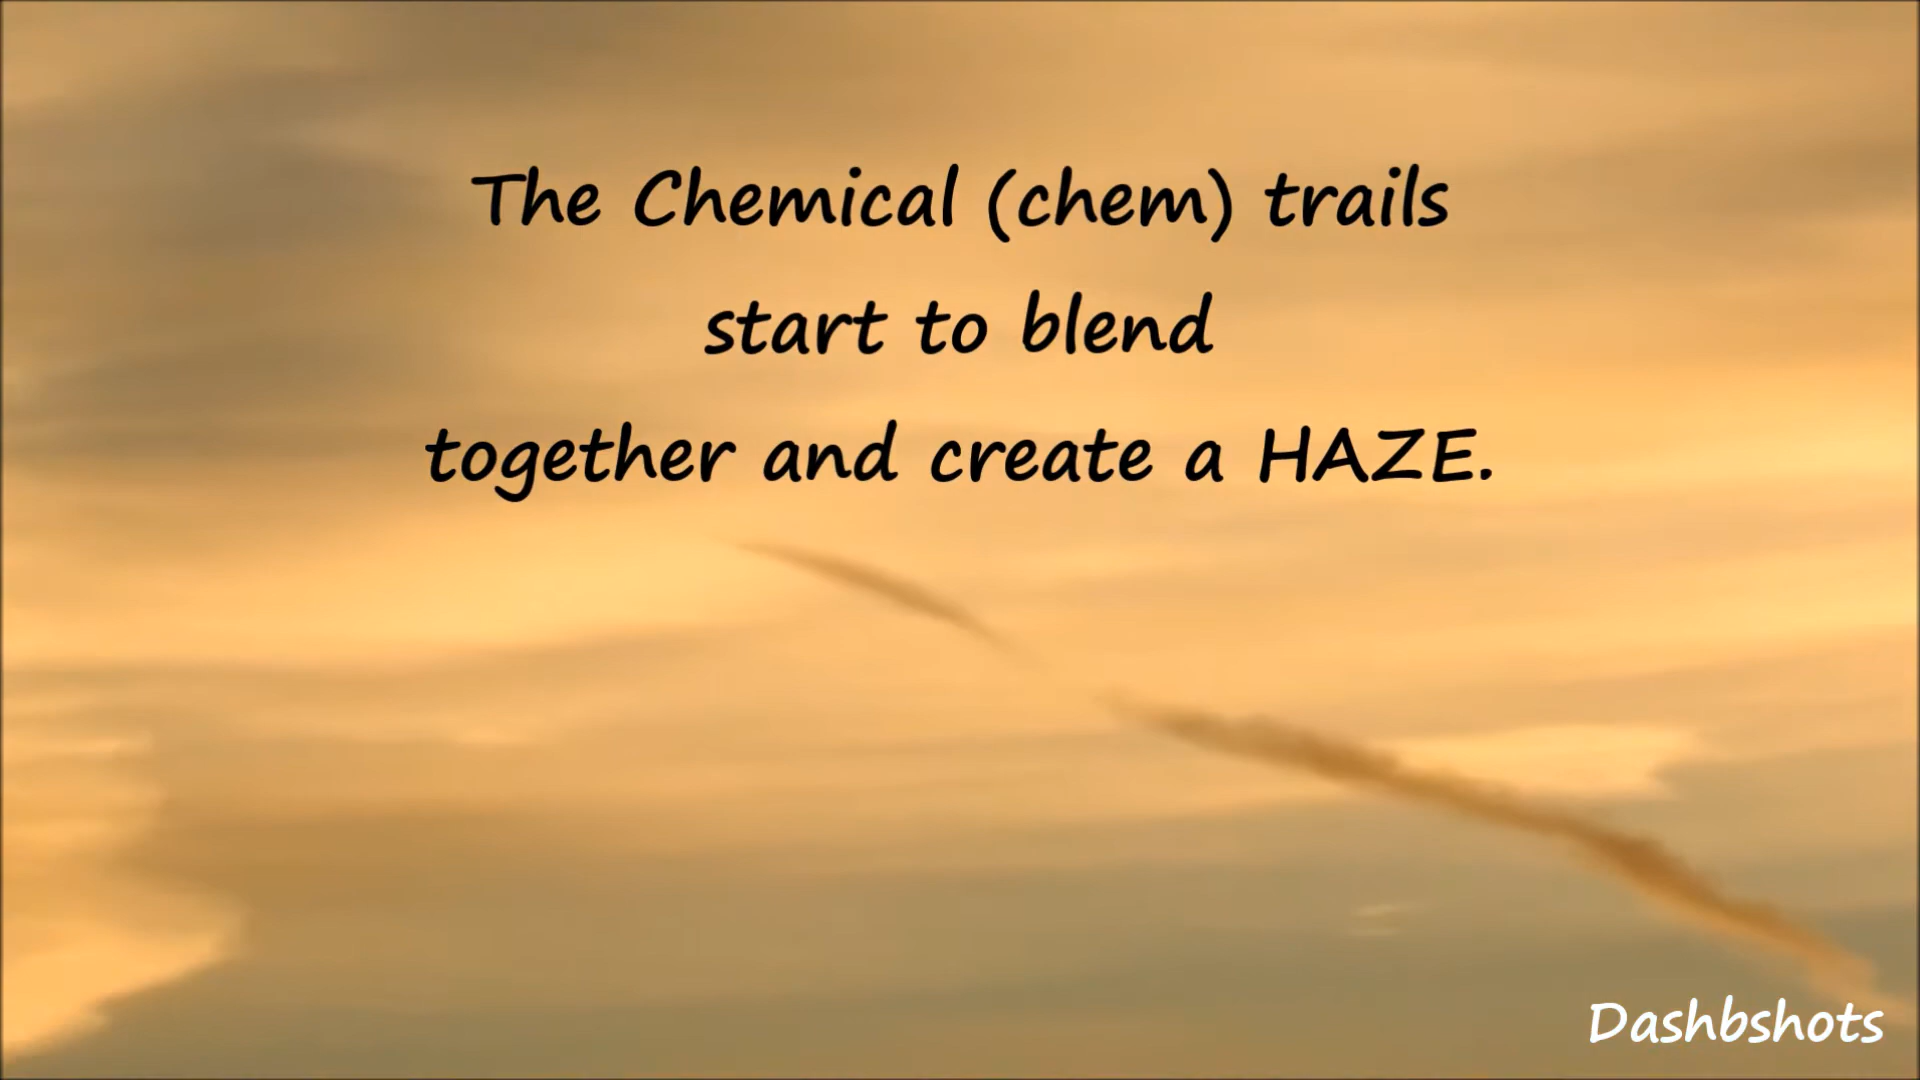 The Chemical (chem) trails
start to blend
together and create a HAZE.
Dashbshots